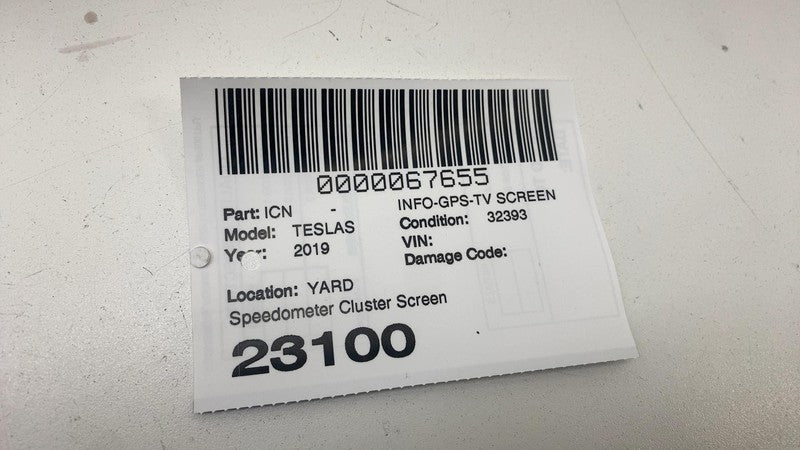 0000067655
Part: ICN - INFO-GPS-TV SCREEN
Model: TESLAS Condition: 32393
Year: 2019 VIN:
Damage Code:
Location: YARD
Speedometer Cluster Screen
23100